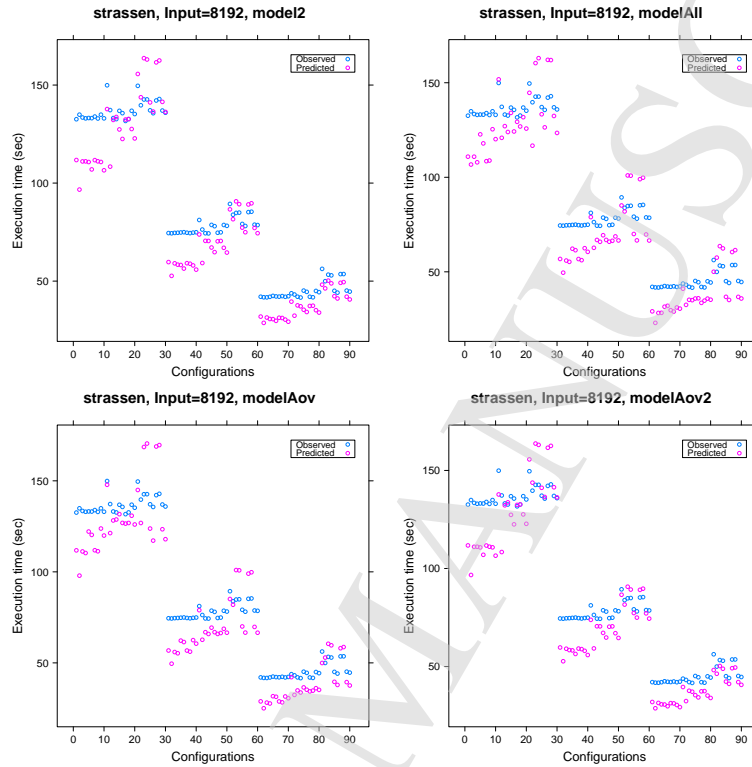 strassen, Input=8192, model2
Observed
Predicted
Execution time (sec)
150
100
50
0 10 20 30 40 50 60 70 80 90
Configurations
strassen, Input=8192, modelAll
Observed
Predicted
Execution time (sec)
150
100
50
0 10 20 30 40 50 60 70 80 90
Configurations
strassen, Input=8192, modelAov
Observed
Predicted
Execution time (sec)
150
100
50
0 10 20 30 40 50 60 70 80 90
Configurations
strassen, Input=8192, modelAov2
Observed
Predicted
Execution time (sec)
150
100
50
0 10 20 30 40 50 60 70 80 90
Configurations
MANUSC